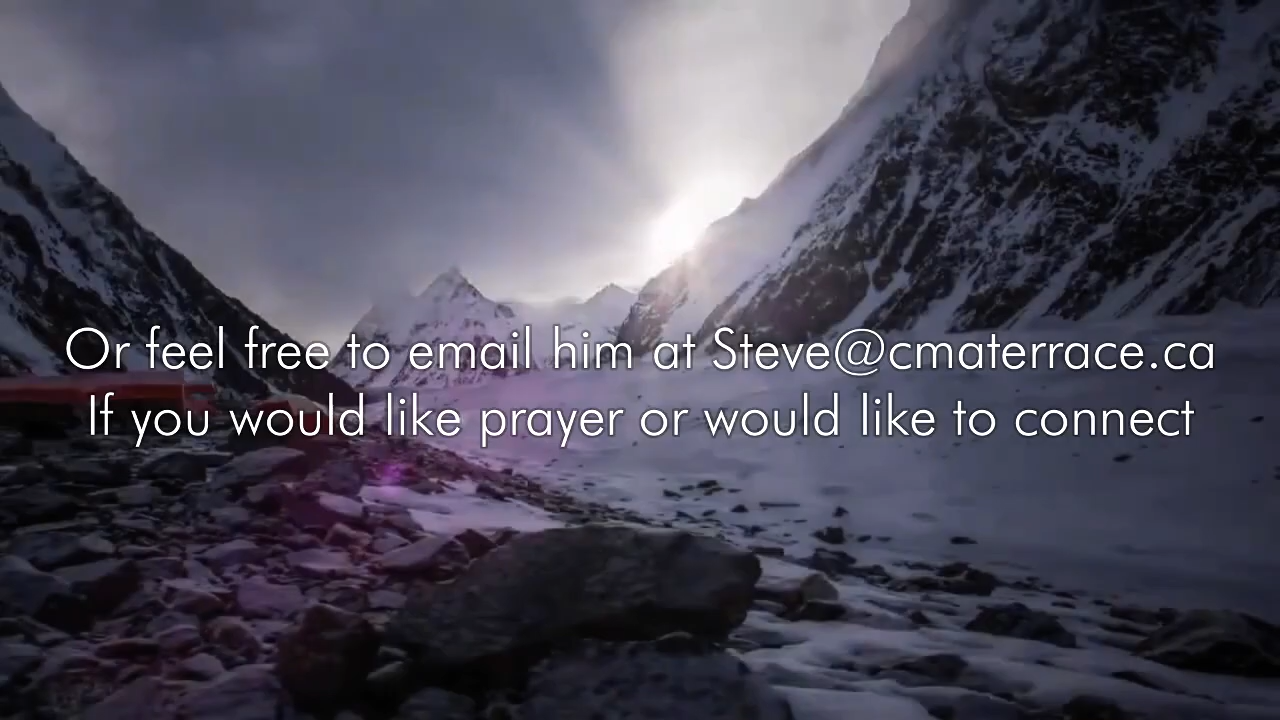 Or feel free to email him at Steve@cmaterrace.ca
If you would like prayer or would like to connect